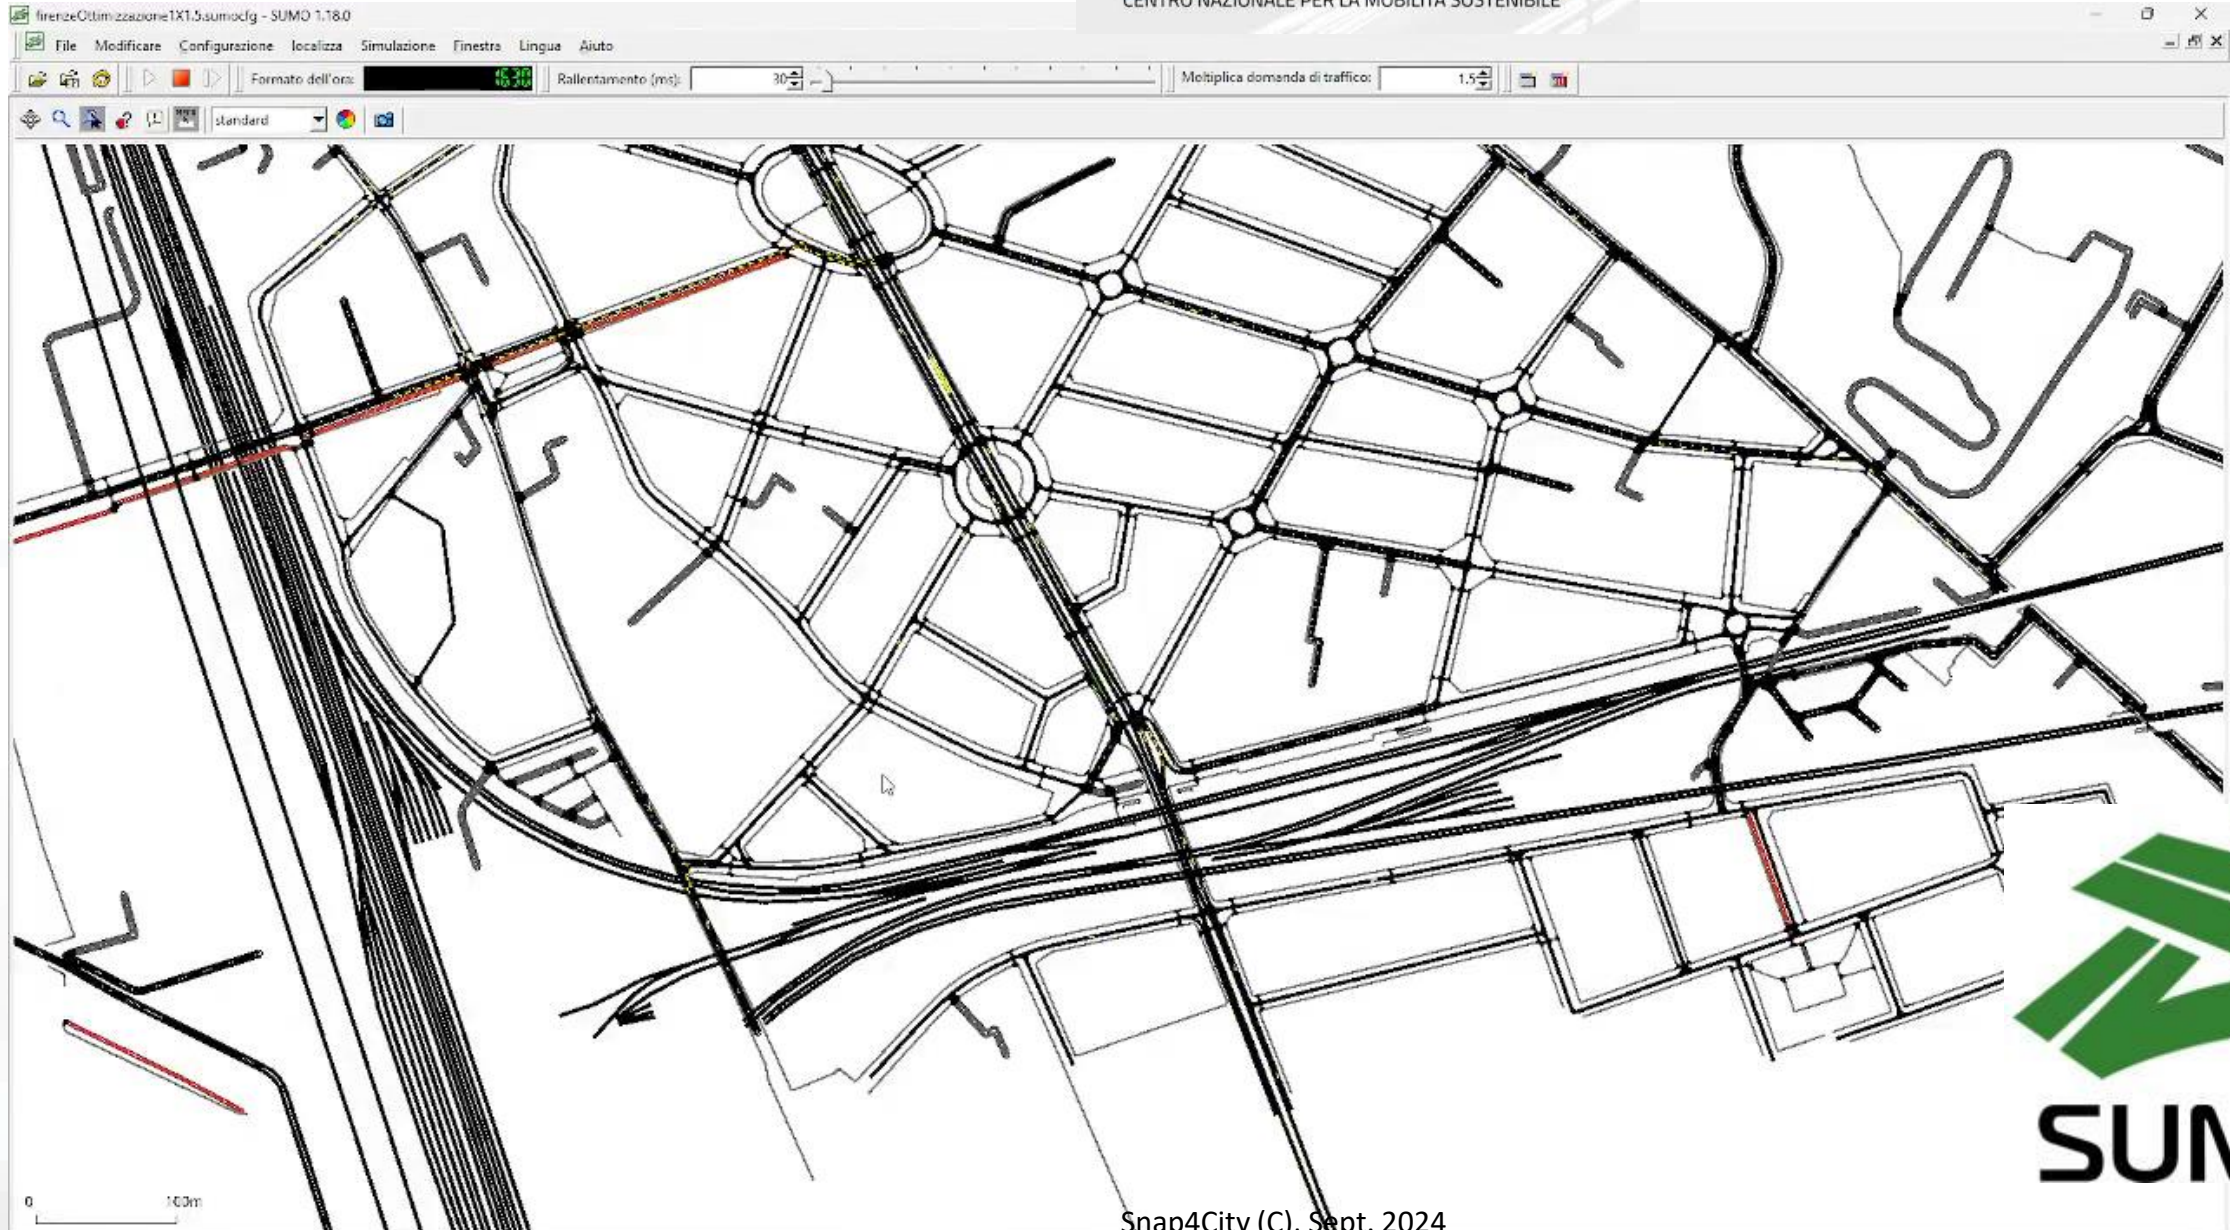 CENTRO NAZIONALE PER LA MOBILITÀ SOSTENIBILE
firenzeOttimizzazione1X1.5.sumocfg - SUMO 1.18.0
File Modificare Configurazione localizza Simulazione Finestra Lingua Aiuto
Formato dell'ora: Rallentamento (ms): 30 Moltiplica domanda di traffico: 1.5
standard
SUM
0 100m
Snap4City (C), Sept. 2024